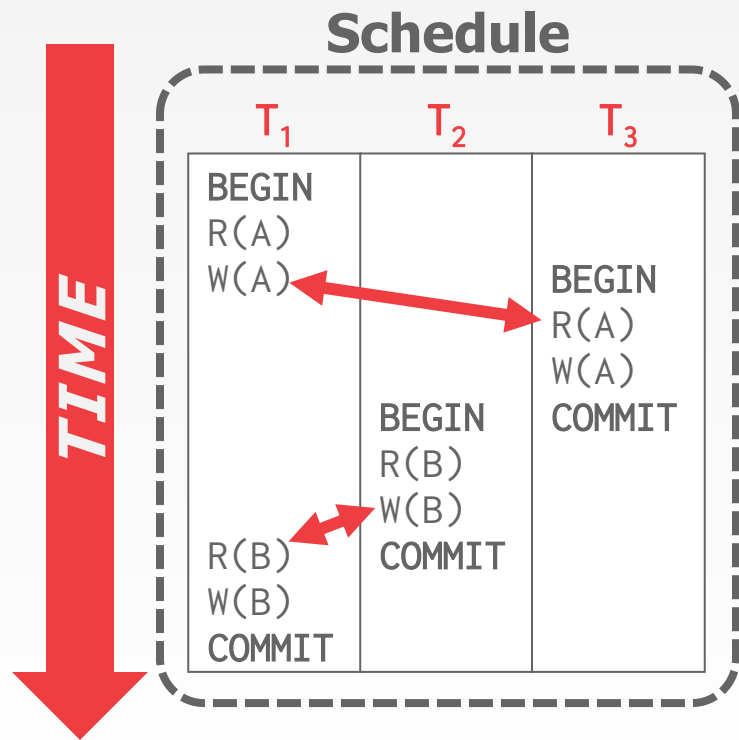 Schedule
TIME
T1 T2 T3
BEGIN
R(A)
W(A) BEGIN
R(A)
W(A)
BEGIN COMMIT
R(B)
W(B)
R(B) COMMIT
W(B)
COMMIT